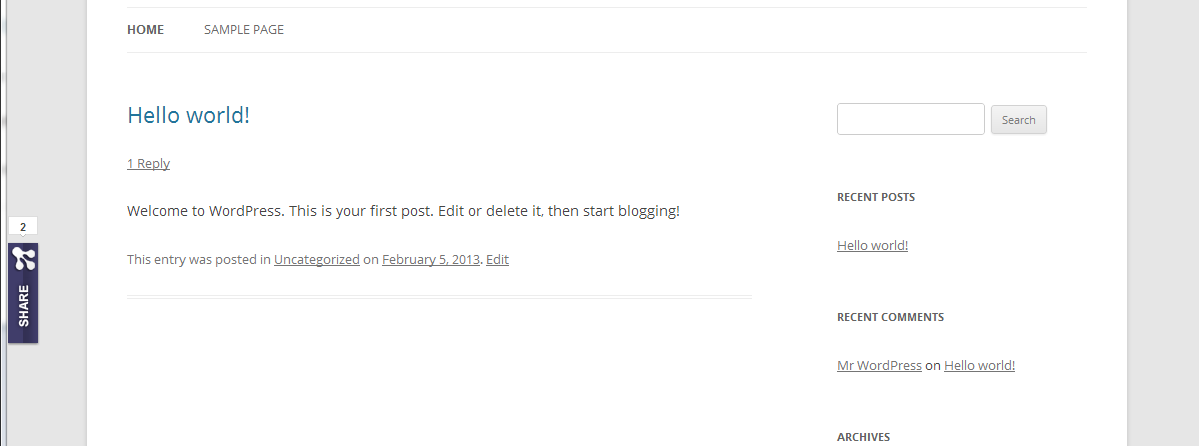 HOME SAMPLE PAGE
Hello world!
1 Reply
Welcome to WordPress. This is your first post. Edit or delete it, then start blogging!
This entry was posted in Uncategorized on February 5, 2013. Edit
Search
RECENT POSTS
Hello world!
RECENT COMMENTS
Mr WordPress on Hello world!
ARCHIVES
2
SHARE